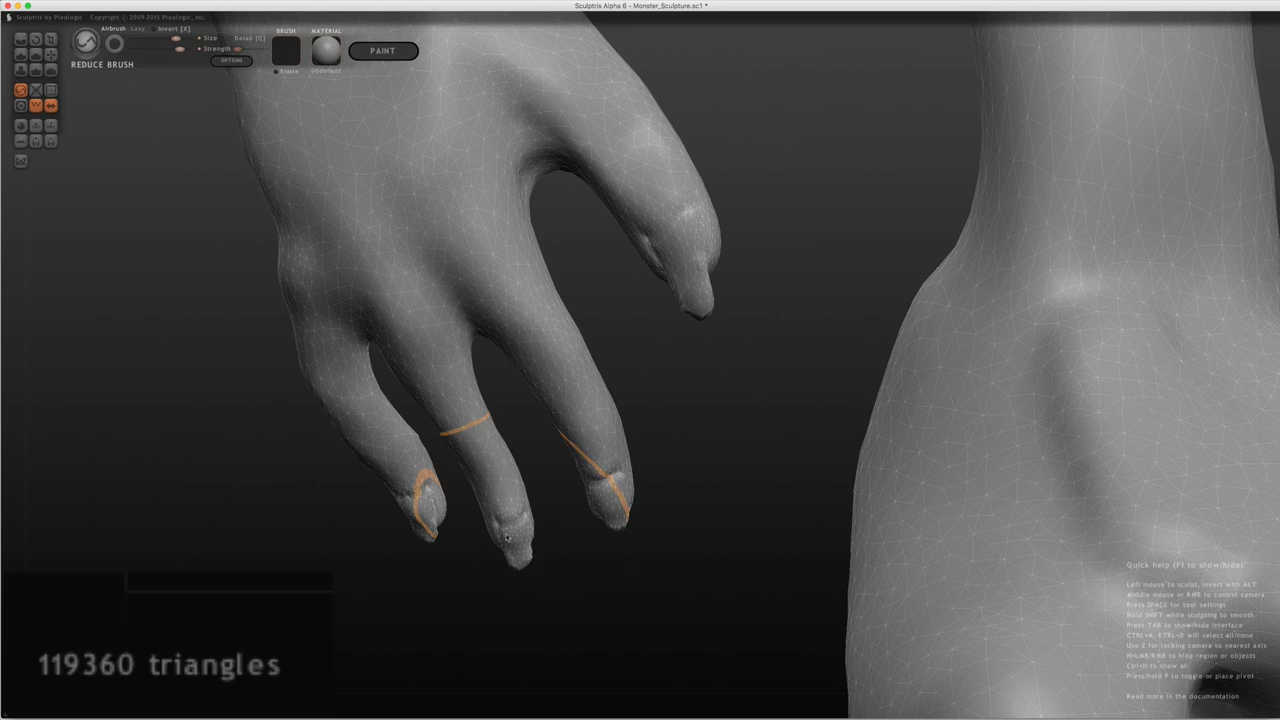 Sculptris Alpha 6 - Monster_Sculpture.sc1 *
Sculptris by Pixologic Copyright ©2009-2015 Pixologic, Inc.
Airbrush Lazy Invert [X]
Size Detail [Q]
Strength
OPTIONS
REDUCE BRUSH
BRUSH
Enable
MATERIAL
00default
PAINT
GoZ
119360 triangles
Quick help (F1 to show/hide)
Left mouse to sculpt, invert with ALT
Middle mouse or RMB to control camera
Press SPACE for tool settings
Hold SHIFT while sculpting to smooth
Press TAB to show/hide interface
CTRL+A, CTRL+D will select all/none
Use Z for locking camera to nearest axis
H+LMB/RMB to hide region or objects
Ctrl+H to show all
Press/hold P to toggle or place pivot
Read more in the documentation